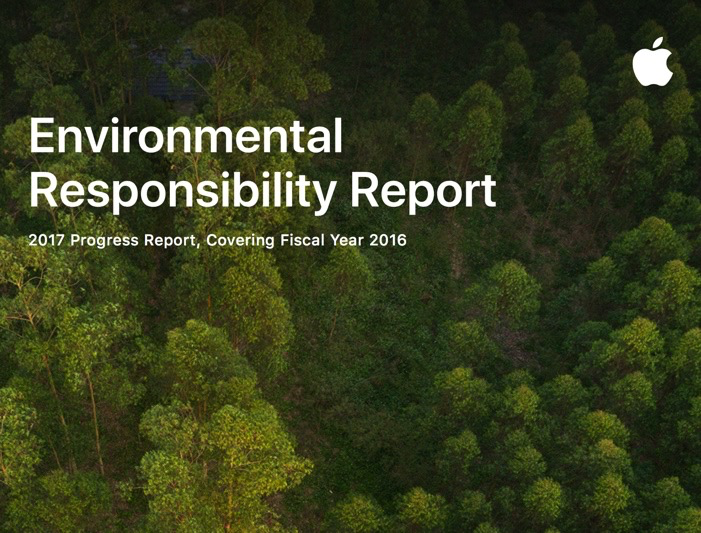 Environmental
Responsibility Report
2017 Progress Report, Covering Fiscal Year 2016